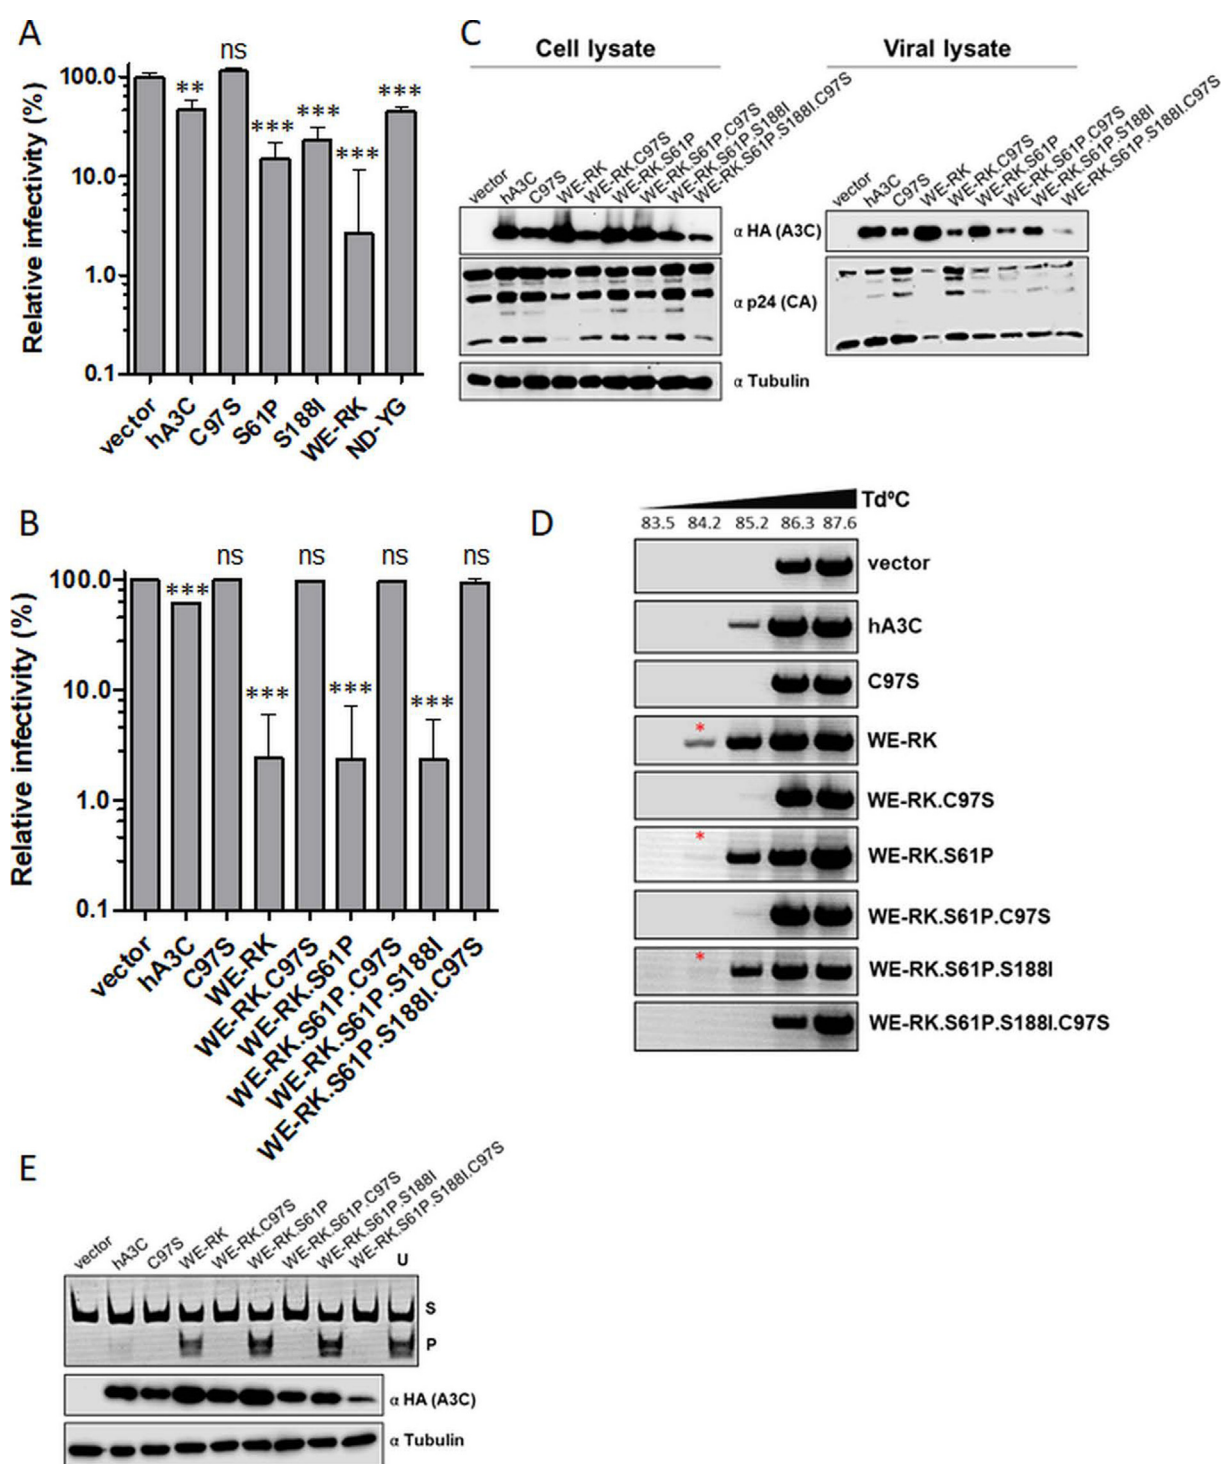 A
Relative infectivity (%)
100.0
10.0
1.0
0.1
ns
**
***
***
***
***
vector
hA3C
C97S
S61P
S188I
WE-RK
ND-YG
C
Cell lysate
Viral lysate
vector
hA3C
C97S
WE-RK
WE-RK.C97S
WE-RK.S61P
WE-RK.S61P.C97S
WE-RK.S61P.S188I
WE-RK.S61P.S188I.C97S
vector
hA3C
C97S
WE-RK
WE-RK.C97S
WE-RK.S61P
WE-RK.S61P.C97S
WE-RK.S61P.S188I
WE-RK.S61P.S188I.C97S
α HA (A3C)
α p24 (CA)
α Tubulin
B
Relative infectivity (%)
100.0
10.0
1.0
0.1
***
ns
***
ns
***
ns
***
ns
vector
hA3C
C97S
WE-RK
WE-RK.C97S
WE-RK.S61P
WE-RK.S61P.C97S
WE-RK.S61P.S188I
WE-RK.S61P.S188I.C97S
D
TdºC
83.5 84.2 85.2 86.3 87.6
vector
hA3C
C97S
*
WE-RK
WE-RK.C97S
*
WE-RK.S61P
WE-RK.S61P.C97S
*
WE-RK.S61P.S188I
WE-RK.S61P.S188I.C97S
E
vector
hA3C
C97S
WE-RK
WE-RK.C97S
WE-RK.S61P
WE-RK.S61P.C97S
WE-RK.S61P.S188I
WE-RK.S61P.S188I.C97S
U
S
P
α HA (A3C)
α Tubulin